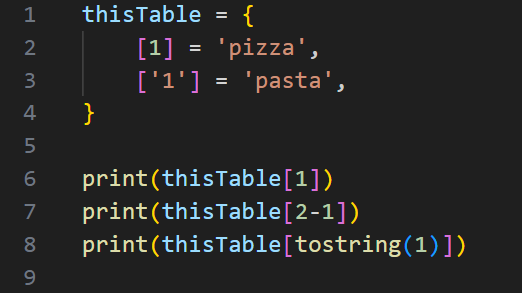 1 thisTable = {
2     [1] = 'pizza',
3     ['1'] = 'pasta',
4 }
5
6 print(thisTable[1])
7 print(thisTable[2-1])
8 print(thisTable[tostring(1)])
9